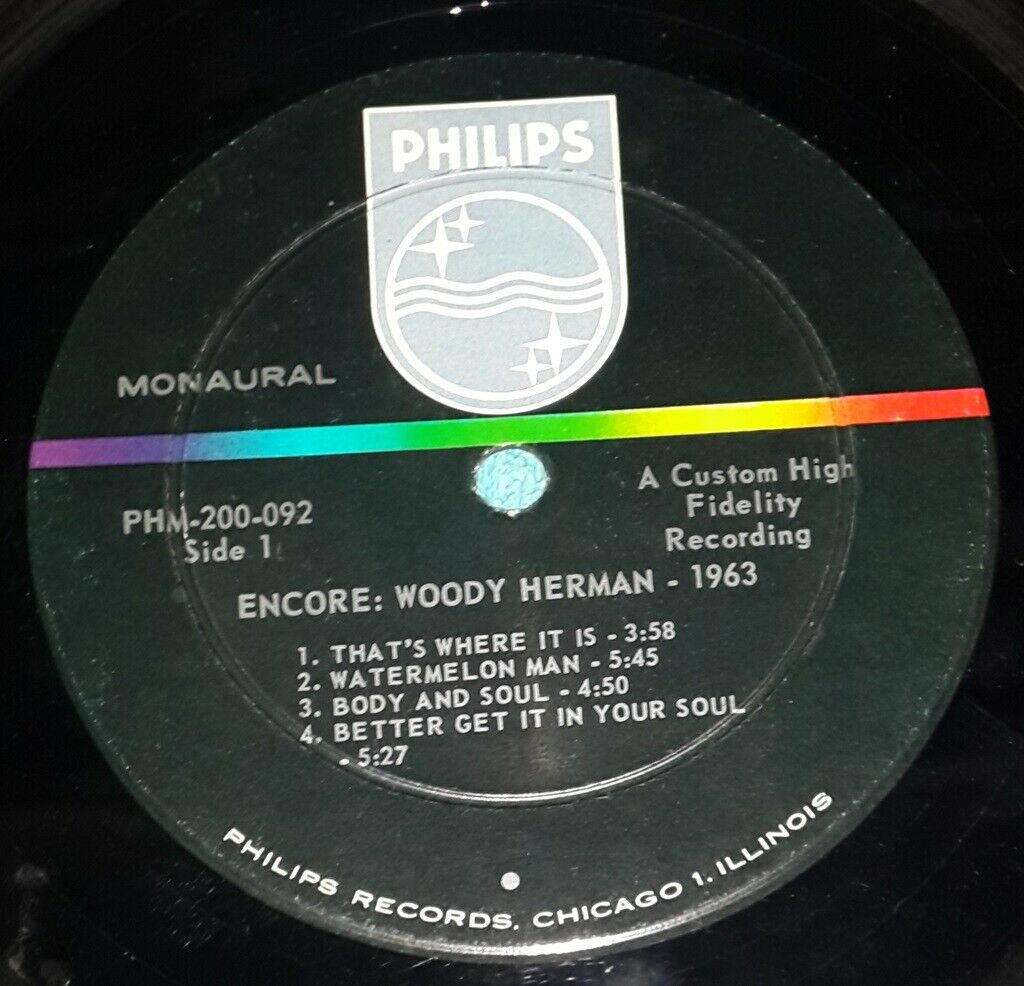 PHILIPS
MONAURAL
PHM-200-092
Side 1
A Custom High
Fidelity
Recording
ENCORE: WOODY HERMAN - 1963
1. THAT'S WHERE IT IS - 3:58
2. WATERMELON MAN - 5:45
3. BODY AND SOUL - 4:50
4. BETTER GET IT IN YOUR SOUL
- 5:27
PHILIPS RECORDS, CHICAGO 1, ILLINOIS